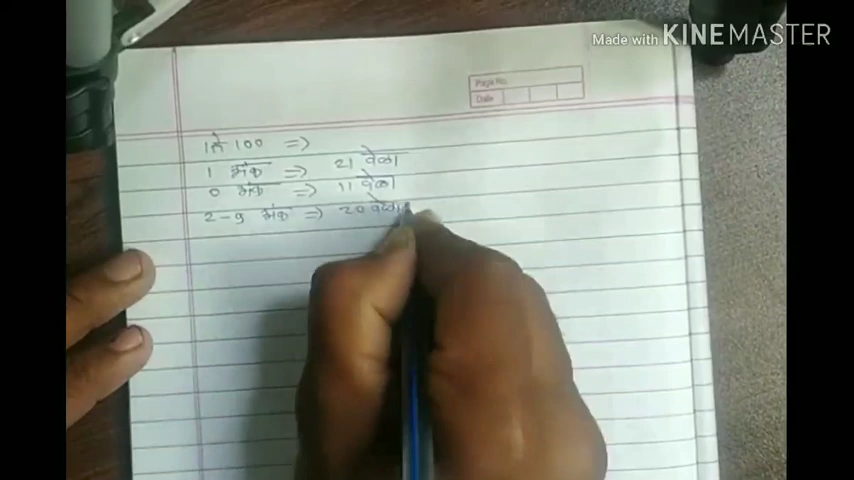 Made with KINEMASTER
Page No.
Date
1 ते 100 =>
1 अंक => 21 वेळा
0 अंक => 11 वेळा
2-9 अंक => 20 वेळा